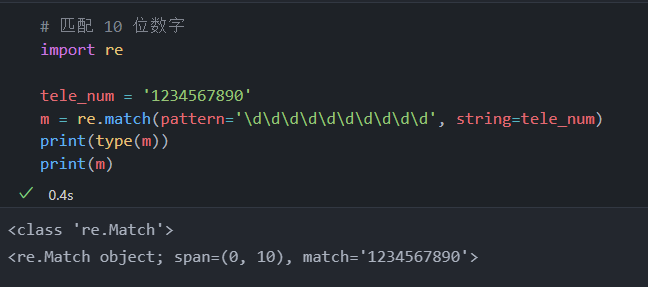 # 匹配 10 位数字
import re
tele_num = '1234567890'
m = re.match(pattern='\d\d\d\d\d\d\d\d\d\d', string=tele_num)
print(type(m))
print(m)
0.4s
<class 're.Match'>
<re.Match object; span=(0, 10), match='1234567890'>